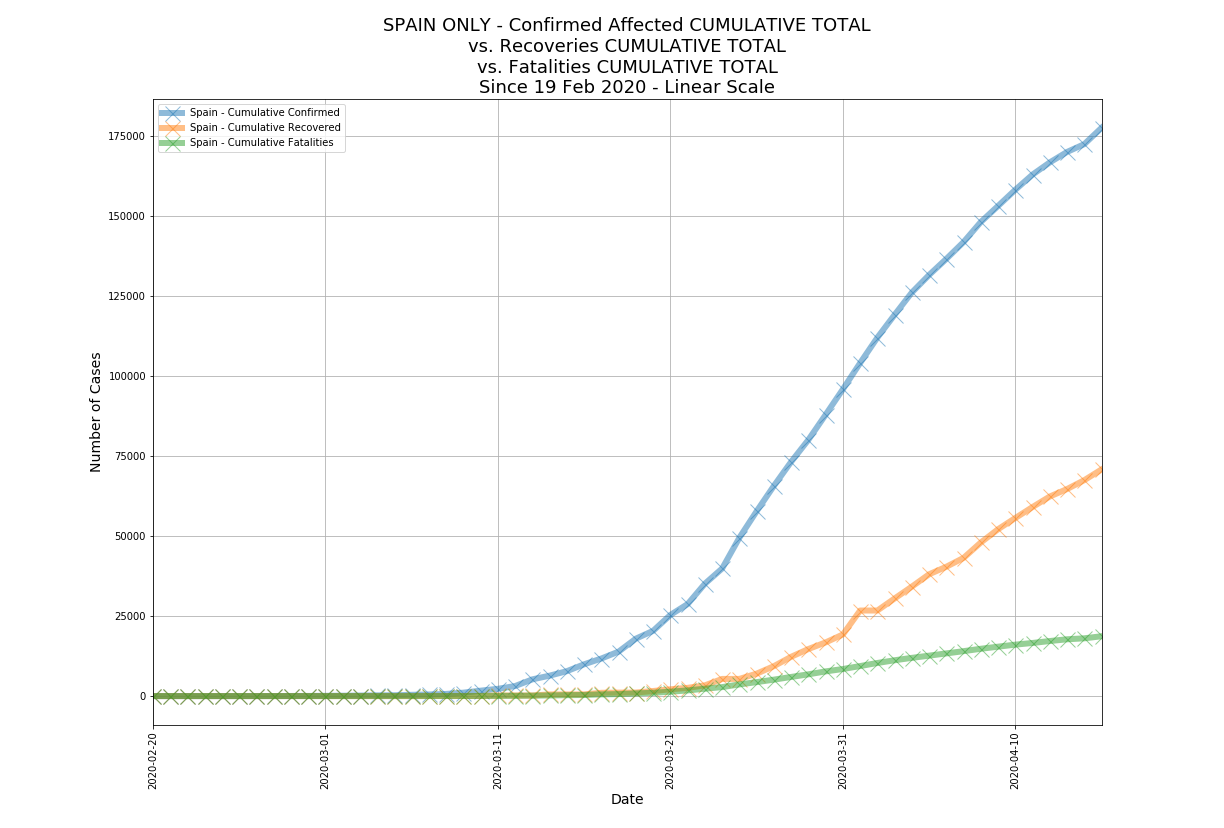 SPAIN ONLY - Confirmed Affected CUMULATIVE TOTAL
vs. Recoveries CUMULATIVE TOTAL
vs. Fatalities CUMULATIVE TOTAL
Since 19 Feb 2020 - Linear Scale
Spain - Cumulative Confirmed
Spain - Cumulative Recovered
Spain - Cumulative Fatalities
175000
150000
125000
100000
75000
50000
25000
0
Number of Cases
2020-02-20
2020-03-01
2020-03-11
2020-03-21
2020-03-31
2020-04-10
Date